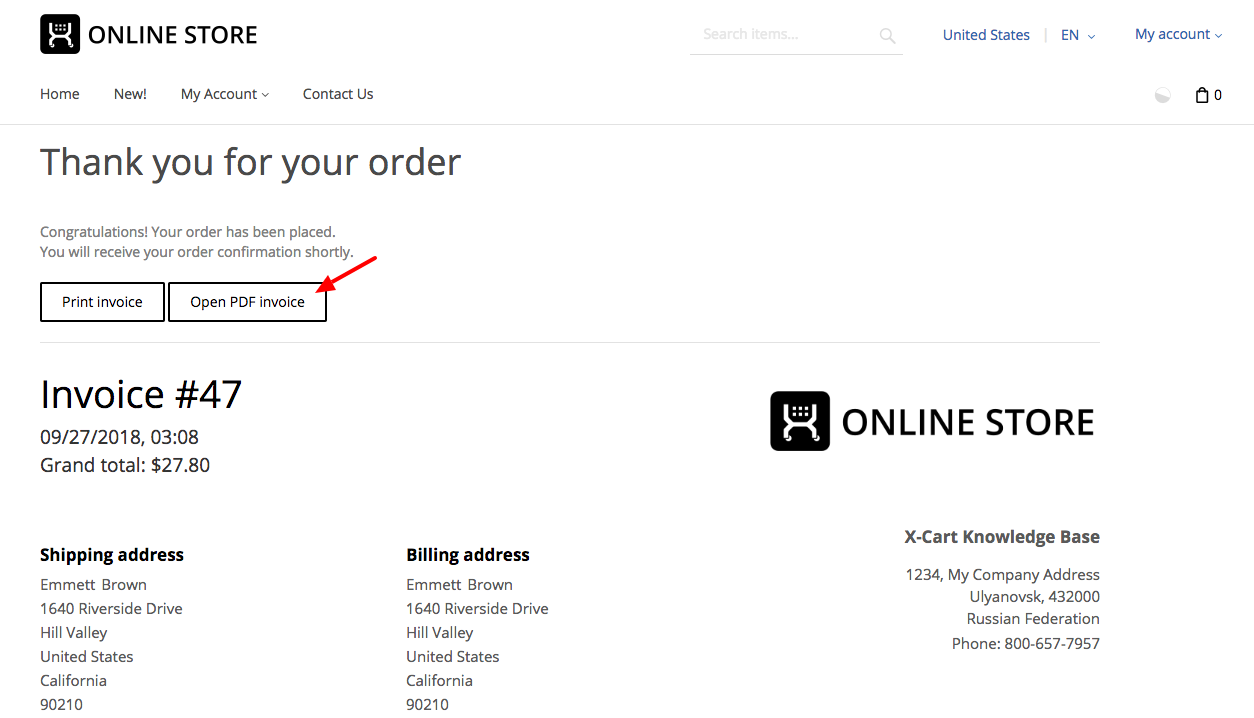 ONLINE STORE
Search items...
United States | EN
My account
Home New! My Account Contact Us
0
Thank you for your order
Congratulations! Your order has been placed.
You will receive your order confirmation shortly.
Print invoice Open PDF invoice
Invoice #47
09/27/2018, 03:08
Grand total: $27.80
ONLINE STORE
X-Cart Knowledge Base
1234, My Company Address
Ulyanovsk, 432000
Russian Federation
Phone: 800-657-7957
Shipping address
Emmett Brown
1640 Riverside Drive
Hill Valley
United States
California
90210
Billing address
Emmett Brown
1640 Riverside Drive
Hill Valley
United States
California
90210